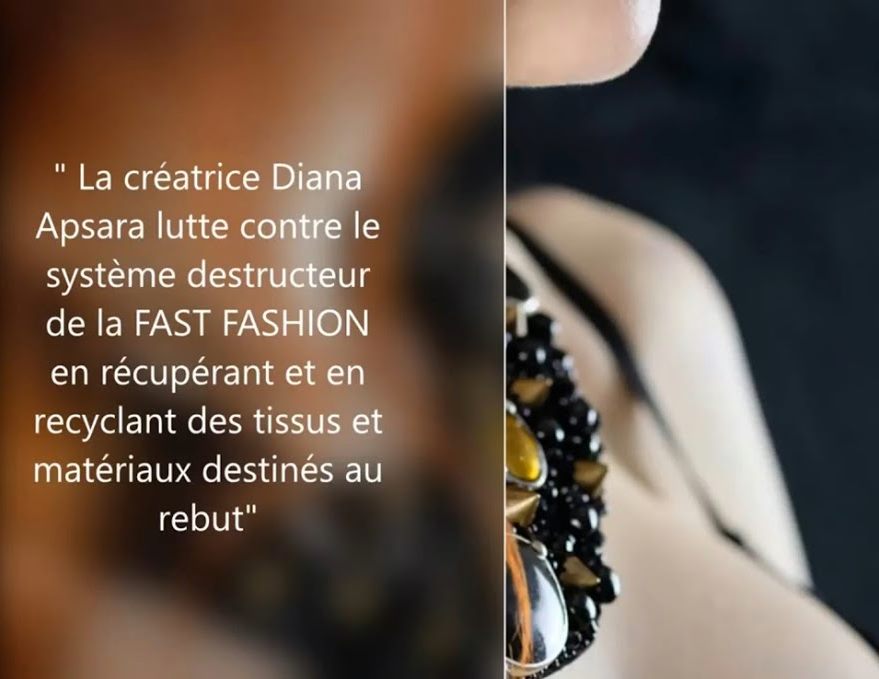 " La créatrice Diana
Apsara lutte contre le
système destructeur
de la FAST FASHION
en récupérant et en
recyclant des tissus et
matériaux destinés au
rebut"